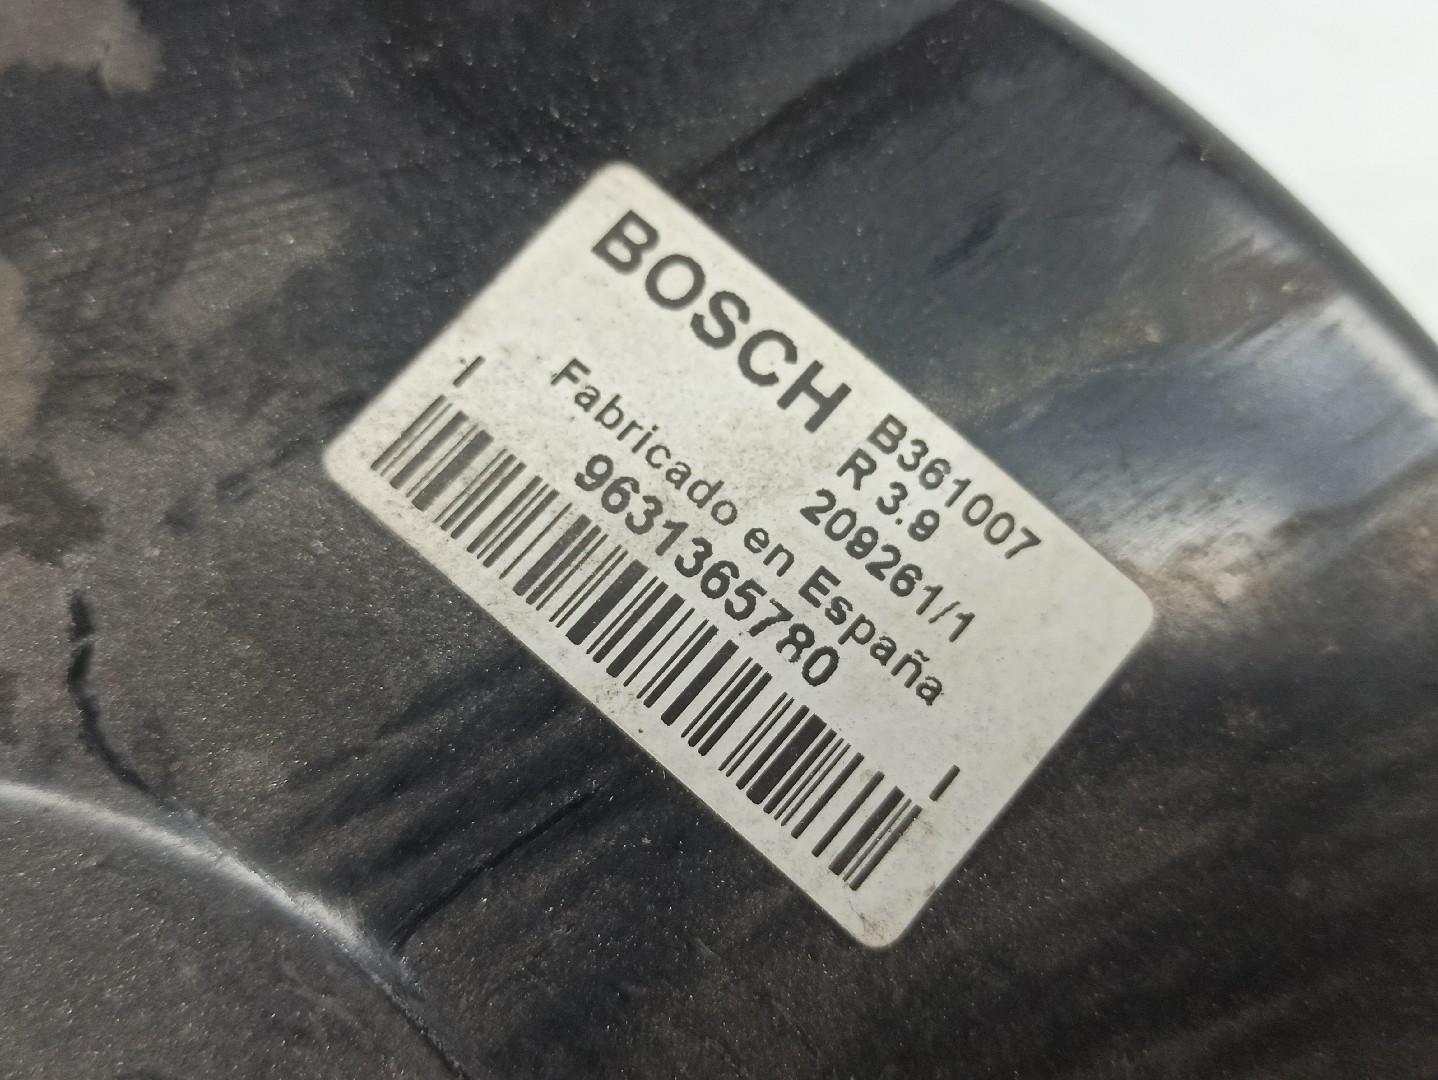 BOSCH
B361007
R 3.9
209261/1
Fabricado en España
9631365780